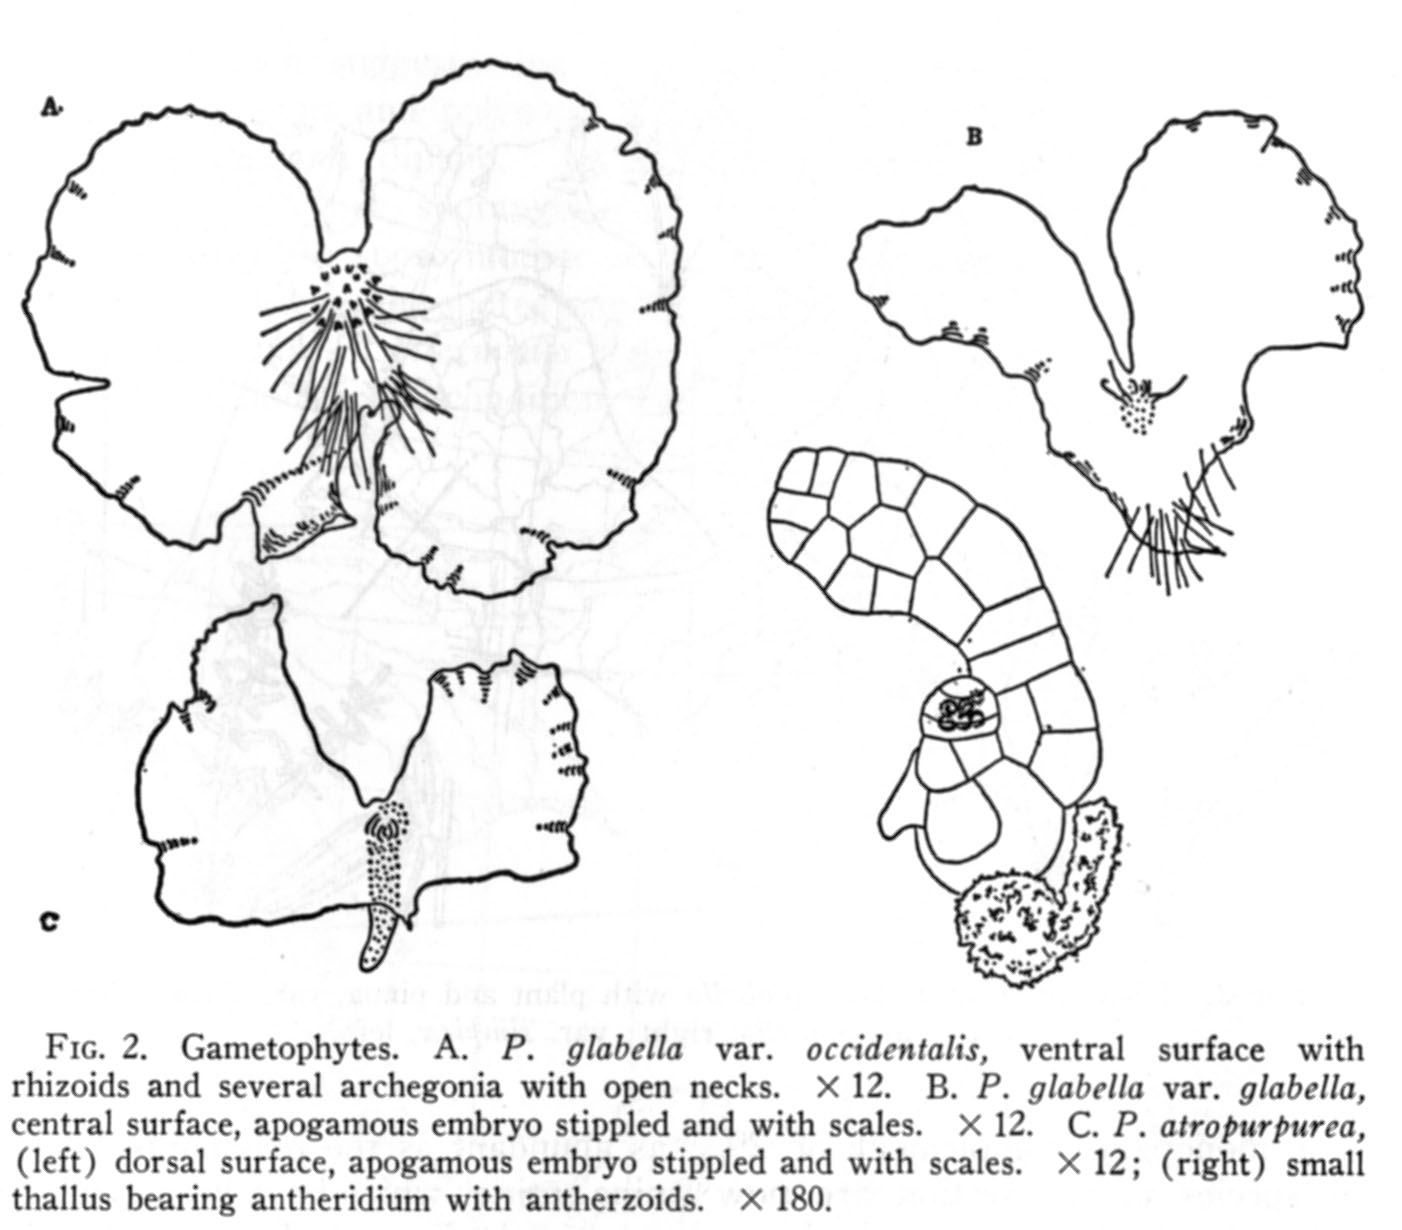 A.
B
C
FIG. 2. Gametophytes. A. P. glabella var. occidentalis, ventral surface with
rhizoids and several archegonia with open necks. ×12. B. P. glabella var. glabella,
central surface, apogamous embryo stippled and with scales. ×12. C. P. atropurpurea,
(left) dorsal surface, apogamous embryo stippled and with scales. ×12; (right) small
thallus bearing antheridium with antherzoids. ×180.